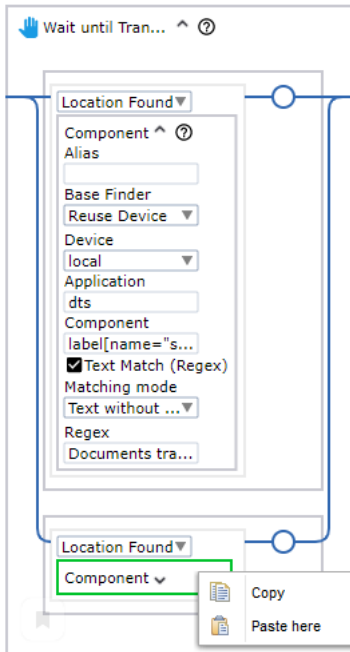 Wait until Tran...
Location Found
Component
Alias
Base Finder
Reuse Device
Device
local
Application
dts
Component
label[name="s...
Text Match (Regex)
Matching mode
Text without ...
Regex
Documents tra...
Location Found
Component
Copy
Paste here